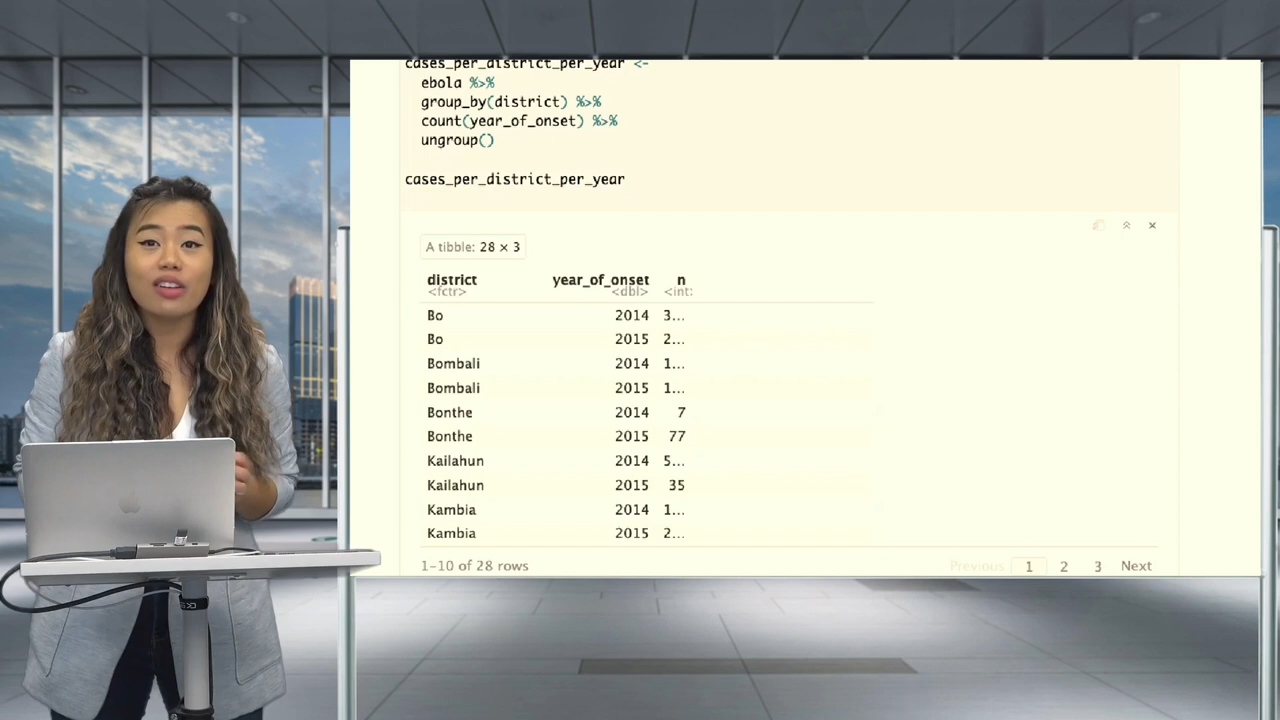 cases_per_district_per_year <-
ebola %>%
group_by(district) %>%
count(year_of_onset) %>%
ungroup()
cases_per_district_per_year
A tibble: 28 × 3
district year_of_onset n
<fctr> <dbl> <int>
Bo 2014 3...
Bo 2015 2...
Bombali 2014 1...
Bombali 2015 1...
Bonthe 2014 7
Bonthe 2015 77
Kailahun 2014 5...
Kailahun 2015 35
Kambia 2014 1...
Kambia 2015 2...
1-10 of 28 rows Previous 1 2 3 Next